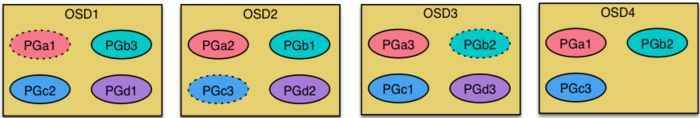 OSD1
PGa1 PGb3
PGc2 PGd1
OSD2
PGa2 PGb1
PGc3 PGd2
OSD3
PGa3 PGb2
PGc1 PGd3
OSD4
PGa1 PGb2
PGc3